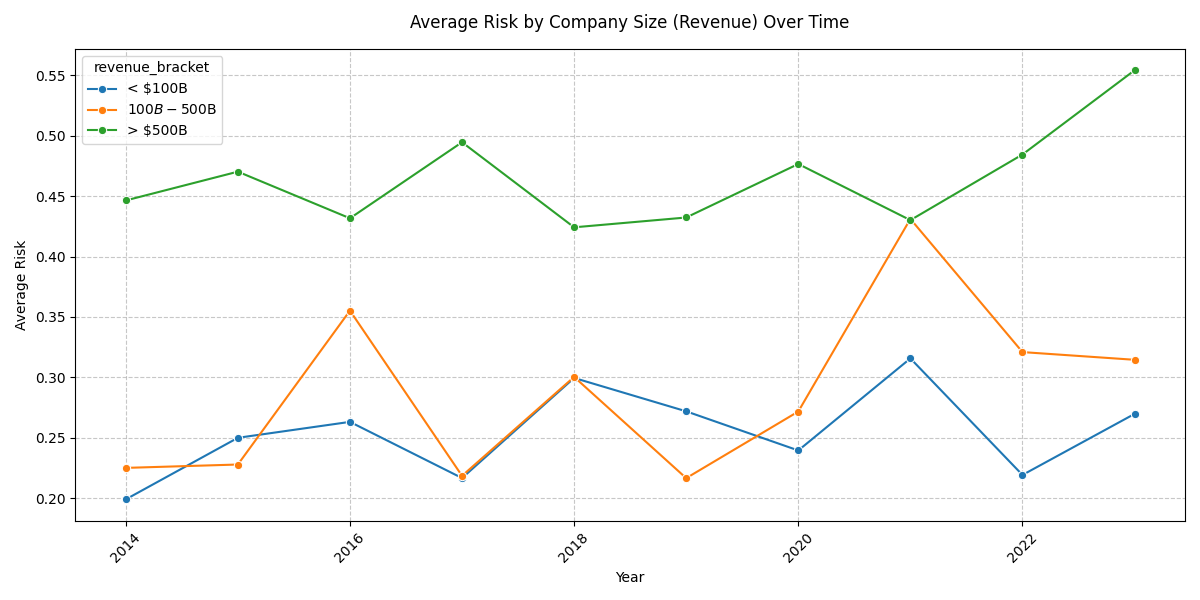 Average Risk by Company Size (Revenue) Over Time
revenue_bracket
< $100B
100B - 500B
> $500B
Average Risk
0.55
0.50
0.45
0.40
0.35
0.30
0.25
0.20
2014
2016
2018
2020
2022
Year